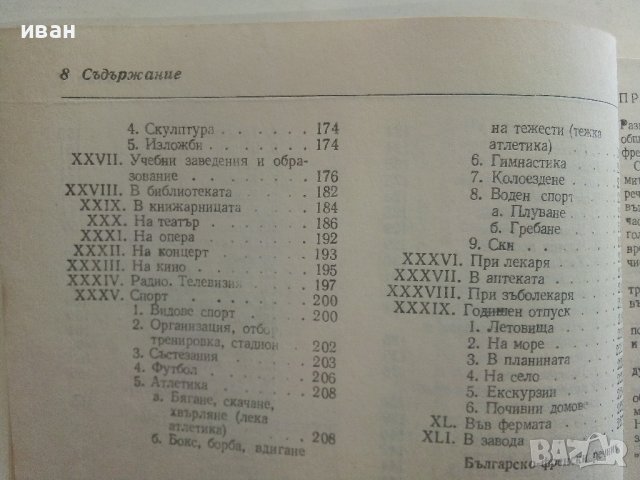 иван
8 Съдържание
4. Скулптура . . . . . . 174
5. Изложби . . . . . . 174
XXVII. Учебни заведения и обра-
зование . . . . . . . 176
XXVIII. В библиотеката . . . . 182
XXIX. В книжарницата . . . . 184
XXX. На театър . . . . . . 186
XXXI. На опера . . . . . . 192
XXXII. На концерт . . . . . 193
XXXIII. На кино . . . . . . 195
XXXIV. Радио. Телевизия . . . 197
XXXV. Спорт . . . . . . . 200
1. Видове спорт . . . . 200
2. Организация, отбор,
тренировка, стадион . . 202
3. Състезания . . . . . 203
4. Футбол . . . . . . 206
5. Атлетика . . . . . 208
а. Бягане, скачане,
хвърляне (лека
атлетика)
б. Бокс, борба, вдигане 208
на тежести (тежка
атлетика) . . .
6. Гимнастика . .
7. Колоездене . .
8. Воден спорт
а. Плуване . .
б. Гребане . .
9. Ски . . .
XXXVI. При лекаря . .
XXXVII. В аптеката . .
XXXVIII. При зъболекаря
XXXIX. Годишен отпуск
1. Летовища . .
2. На море . .
3. В планината .
4. На село . .
5. Екскурзии . .
6. Почивни домове
XL. Във фермата . .
XLI. В завода . .
Българско-френски речник
BAZAR